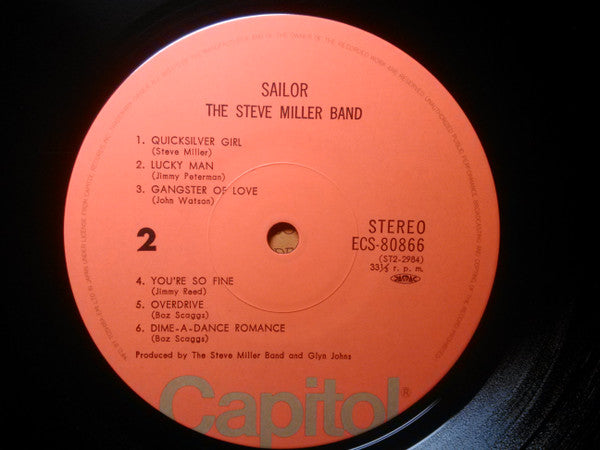 SAILOR
THE STEVE MILLER BAND
1. QUICKSILVER GIRL
(Steve Miller)
2. LUCKY MAN
(Jimmy Peterman)
3. GANGSTER OF LOVE
(John Watson)
2
STEREO
ECS-80866
(ST2-2984)
33⅓ r. p. m.
4. YOU'RE SO FINE
(Jimmy Reed)
5. OVERDRIVE
(Boz Scaggs)
6. DIME-A-DANCE ROMANCE
(Boz Scaggs)
Produced by The Steve Miller Band and Glyn Johns
Capitol®